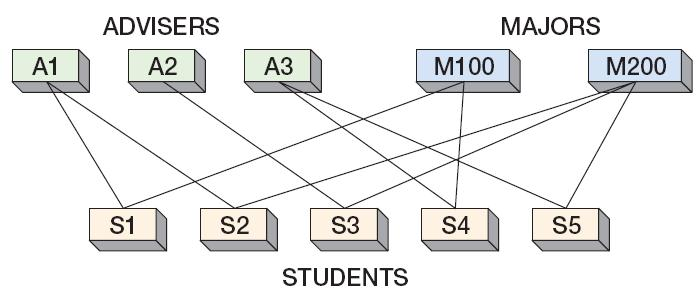 ADVISERS MAJORS
A1 A2 A3 M100 M200
S1 S2 S3 S4 S5
STUDENTS